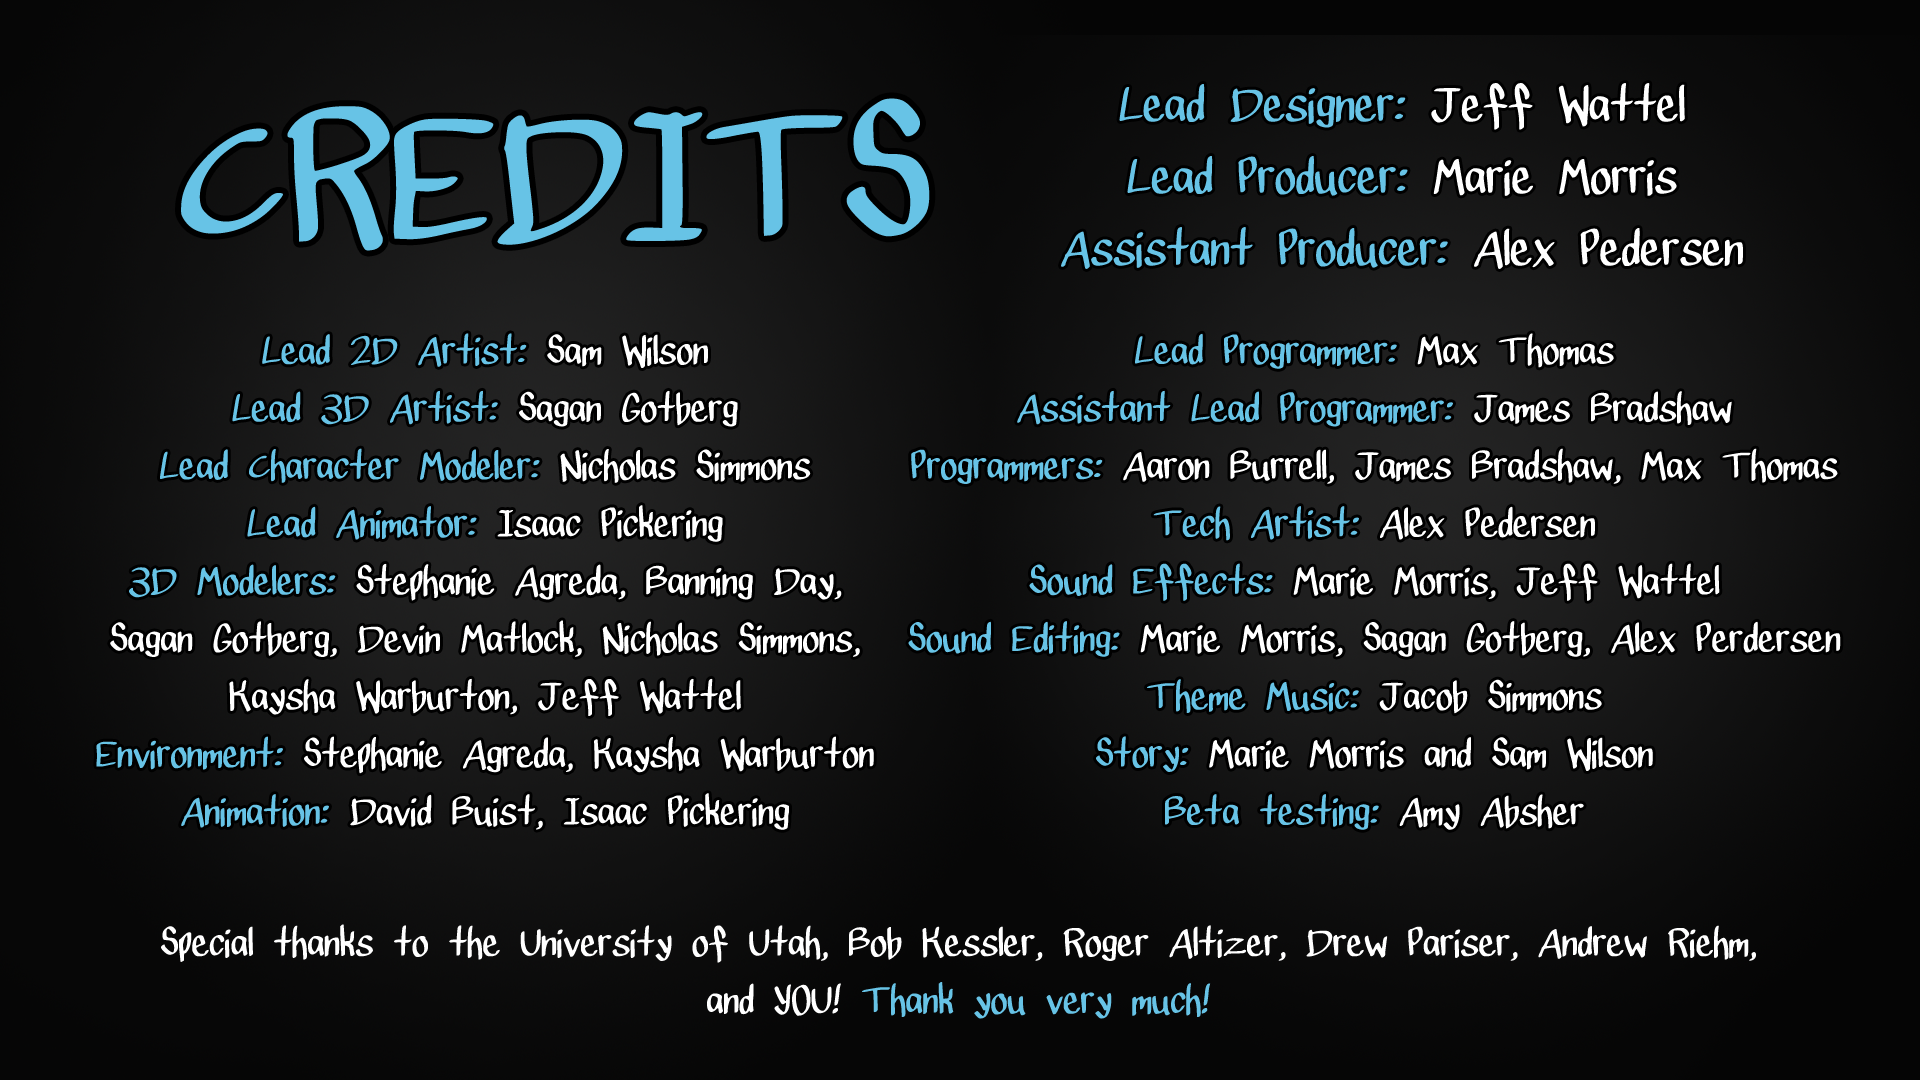 CREDITS
Lead Designer: Jeff Wattel
Lead Producer: Marie Morris
Assistant Producer: Alex Pedersen
Lead 2D Artist: Sam Wilson
Lead 3D Artist: Sagan Gotberg
Lead Character Modeler: Nicholas Simmons
Lead Animator: Isaac Pickering
3D Modelers: Stephanie Agreda, Banning Day,
Sagan Gotberg, Devin Matlock, Nicholas Simmons,
Kaysha Warburton, Jeff Wattel
Environment: Stephanie Agreda, Kaysha Warburton
Animation: David Buist, Isaac Pickering
Lead Programmer: Max Thomas
Assistant Lead Programmer: James Bradshaw
Programmers: Aaron Burrell, James Bradshaw, Max Thomas
Tech Artist: Alex Pedersen
Sound Effects: Marie Morris, Jeff Wattel
Sound Editing: Marie Morris, Sagan Gotberg, Alex Perdersen
Theme Music: Jacob Simmons
Story: Marie Morris and Sam Wilson
Beta testing: Amy Absher
Special thanks to the University of Utah, Bob Kessler, Roger Altizer, Drew Pariser, Andrew Riehm,
and YOU! Thank you very much!